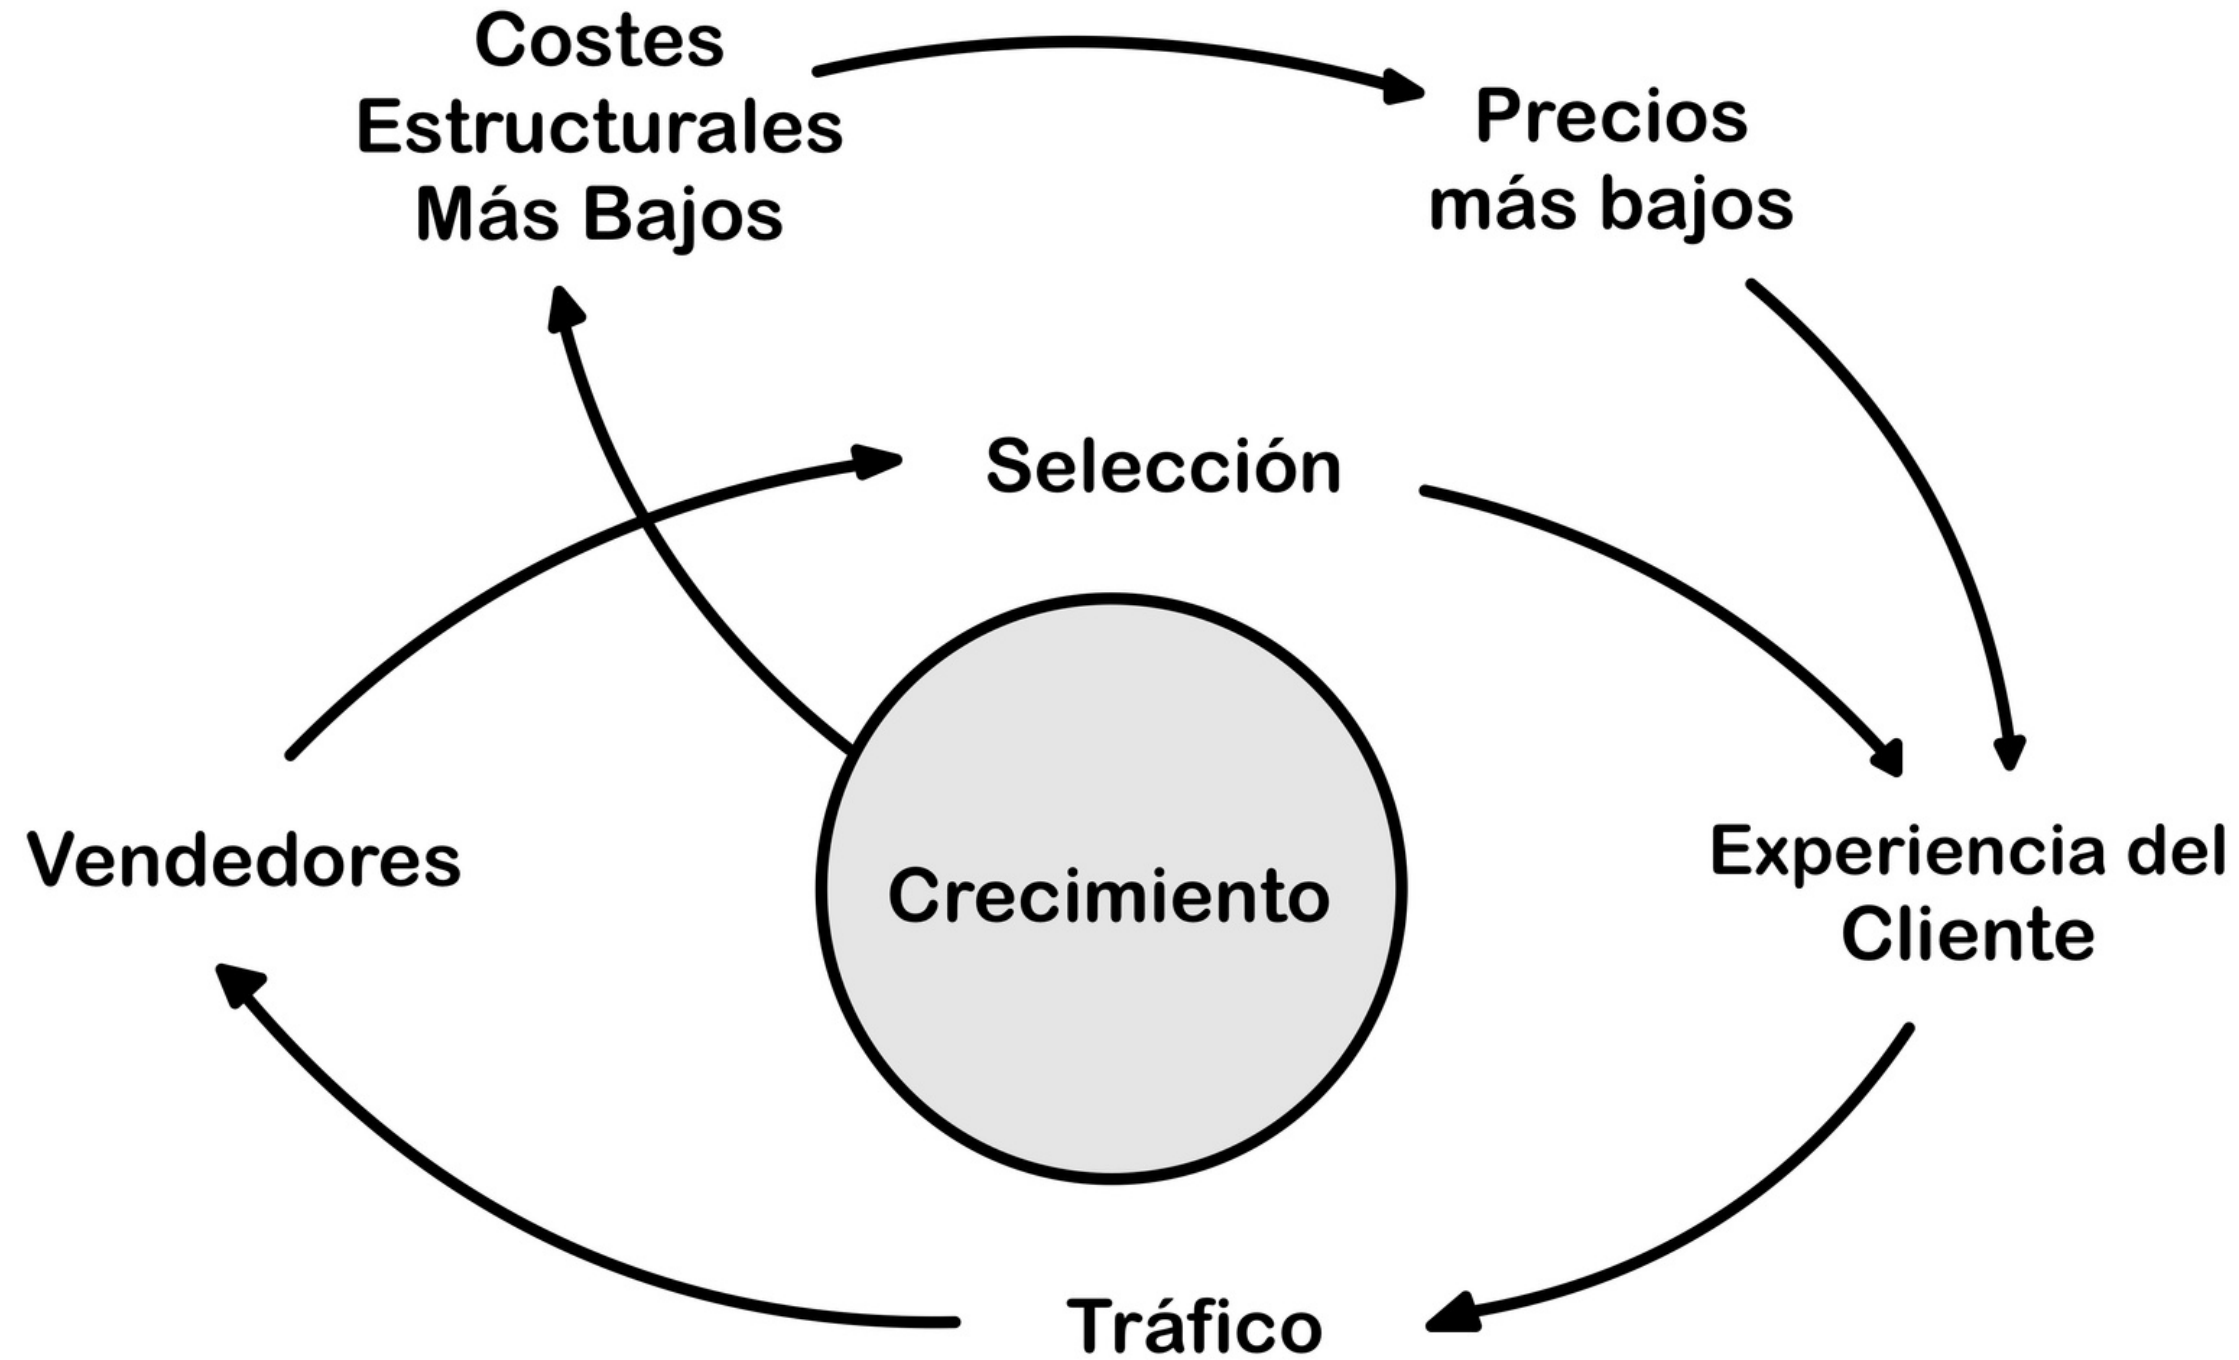 Costes
Estructurales
Más Bajos
Precios
más bajos
Selección
Vendedores
Crecimiento
Experiencia del
Cliente
Tráfico